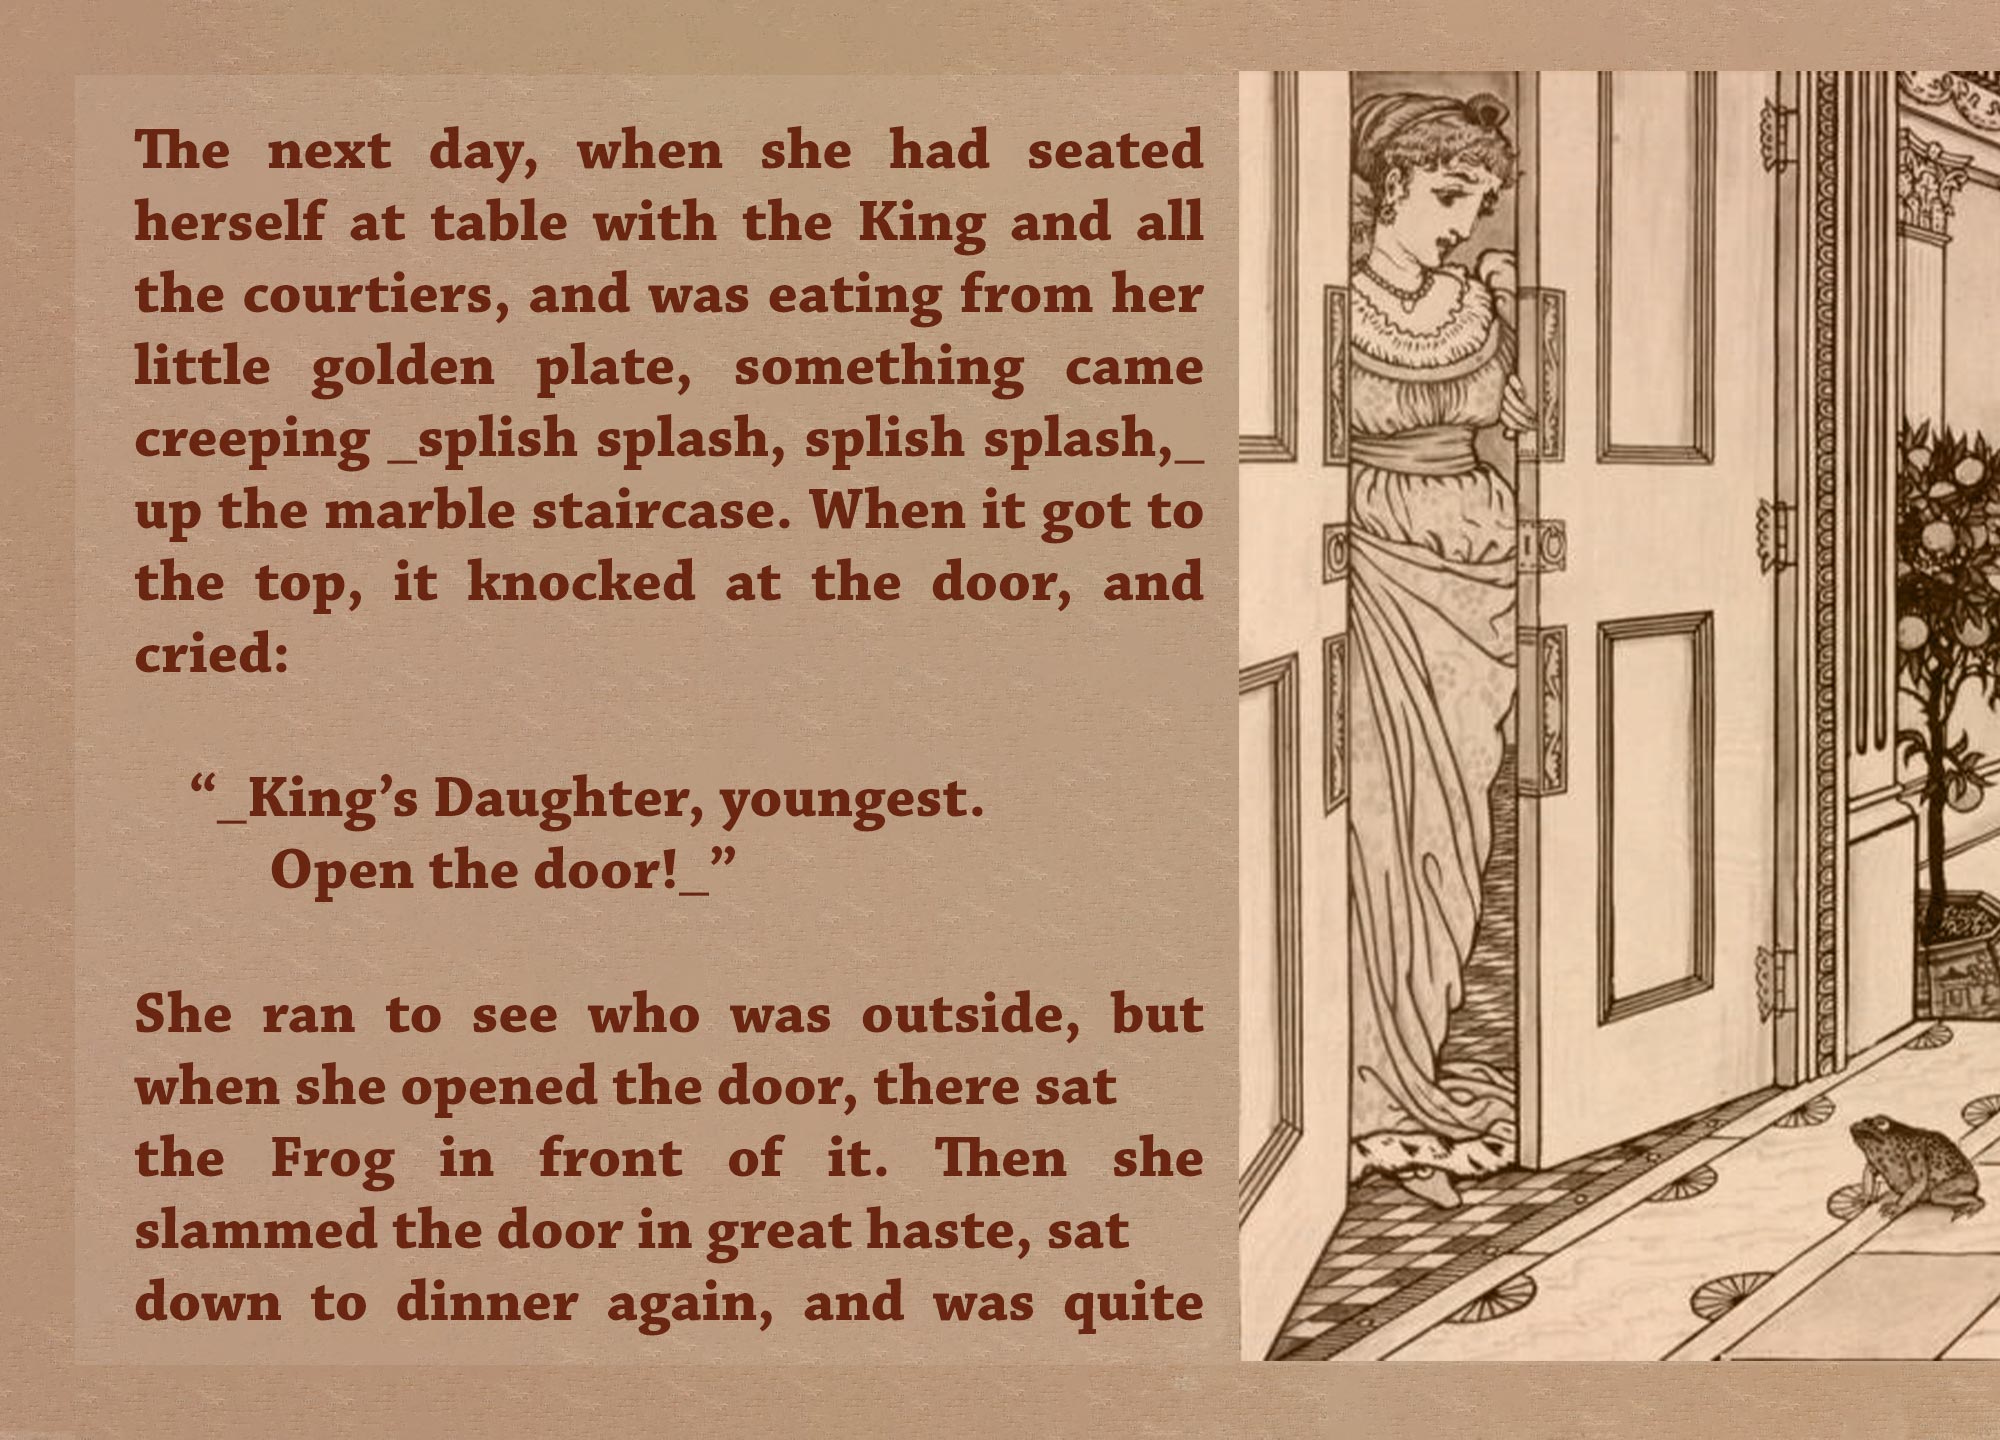 The next day, when she had seated
herself at table with the King and all
the courtiers, and was eating from her
little golden plate, something came
creeping _splish splash, splish splash,_
up the marble staircase. When it got to
the top, it knocked at the door, and
cried:
“_King’s Daughter, youngest.
Open the door!_”
She ran to see who was outside, but
when she opened the door, there sat
the Frog in front of it. Then she
slammed the door in great haste, sat
down to dinner again, and was quite